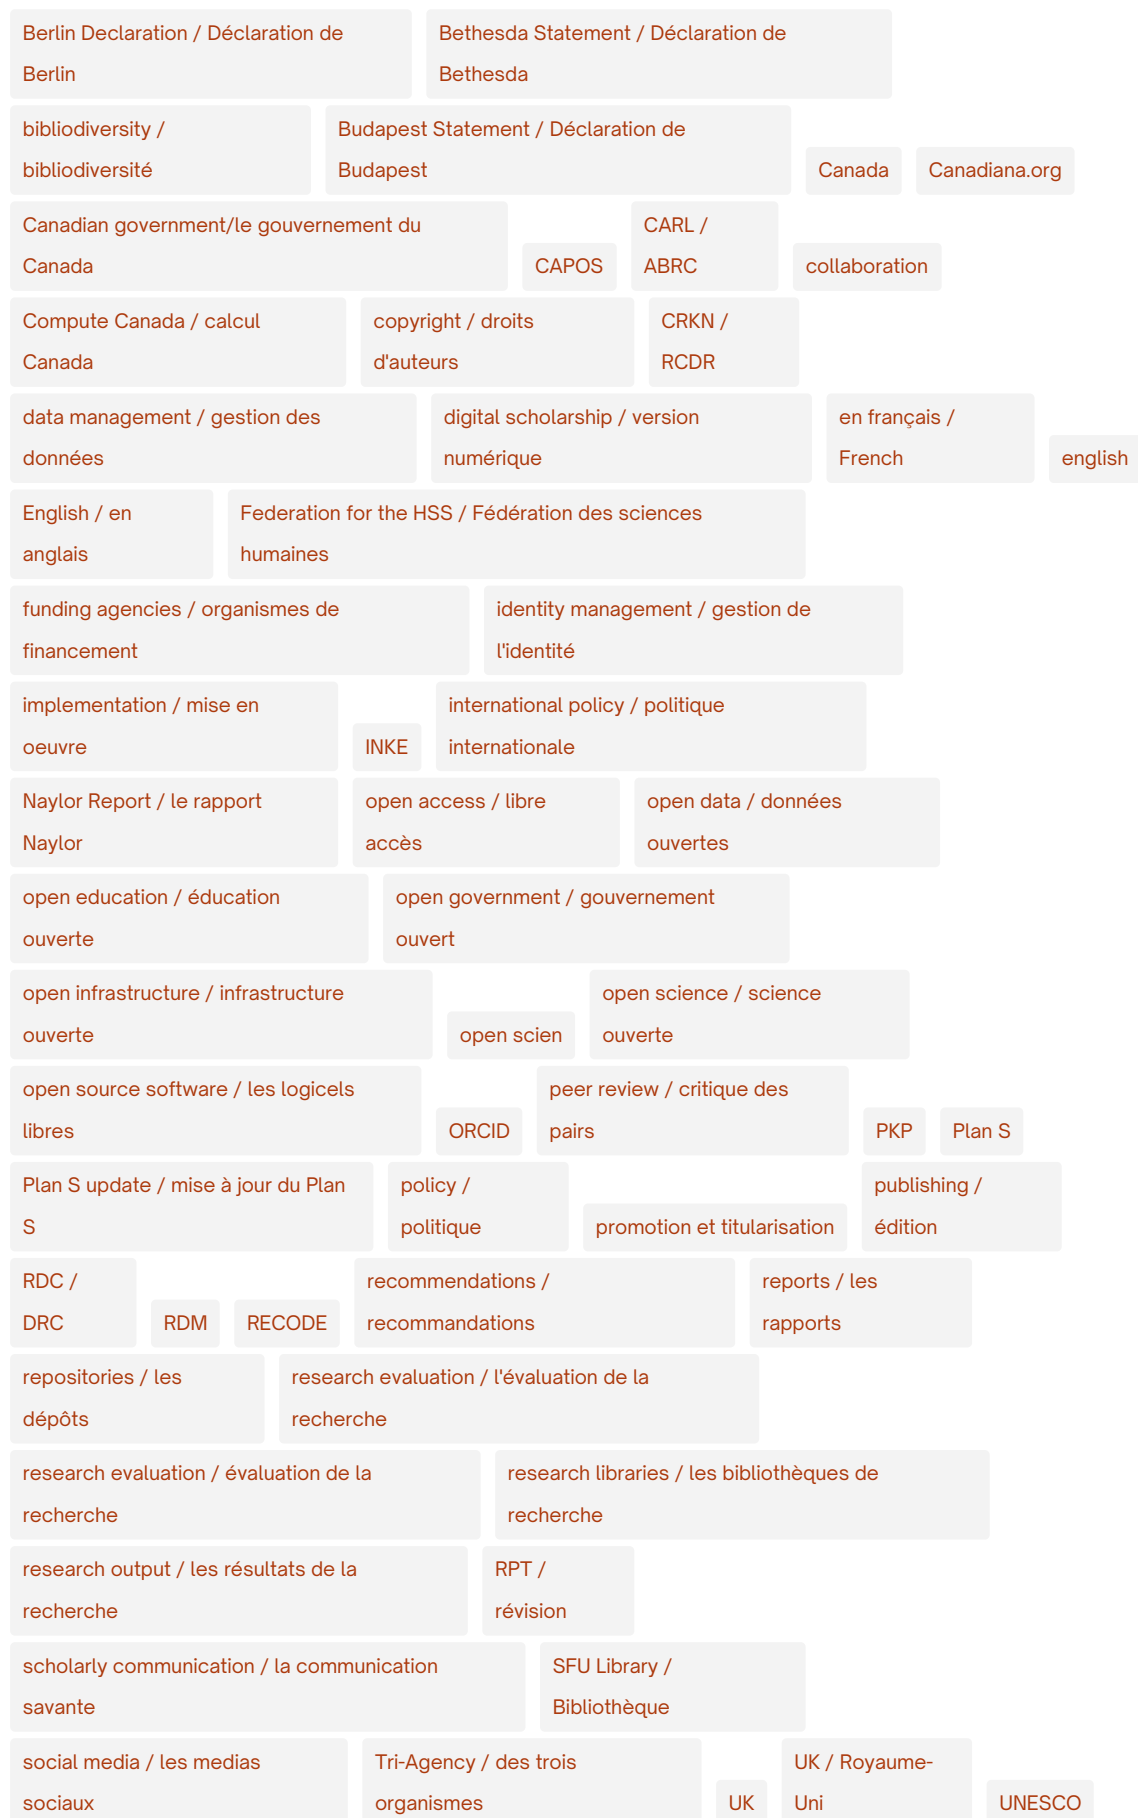 Berlin Declaration / Déclaration de
Berlin
Bethesda Statement / Déclaration de
Bethesda
bibliodiversity /
bibliodiversité
Budapest Statement / Déclaration de
Budapest
Canada
Canadiana.org
Canadian government/le gouvernement du
Canada
CAPOS
CARL /
ABRC
collaboration
Compute Canada / calcul
Canada
copyright / droits
d'auteurs
CRKN /
RCDR
data management / gestion des
données
digital scholarship / version
numérique
en français /
French
english
English / en
anglais
Federation for the HSS / Fédération des sciences
humaines
funding agencies / organismes de
financement
identity management / gestion de
l'identité
implementation / mise en
oeuvre
INKE
international policy / politique
internationale
Naylor Report / le rapport
Naylor
open access / libre
accès
open data / données
ouvertes
open education / éducation
ouverte
open government / gouvernement
ouvert
open infrastructure / infrastructure
ouverte
open scien
open science / science
ouverte
open source software / les logicels
libres
ORCID
peer review / critique des
pairs
PKP
Plan S
Plan S update / mise à jour du Plan
S
policy /
politique
promotion et titularisation
publishing /
édition
RDC /
DRC
RDM
RECODE
recommendations /
recommandations
reports / les
rapports
repositories / les
dépôts
research evaluation / l'évaluation de la
recherche
research evaluation / évaluation de la
recherche
research libraries / les bibliothèques de
recherche
research output / les résultats de la
recherche
RPT /
révision
scholarly communication / la communication
savante
SFU Library /
Bibliothèque
social media / les medias
sociaux
Tri-Agency / des trois
organismes
UK
UK / Royaume-
Uni
UNESCO